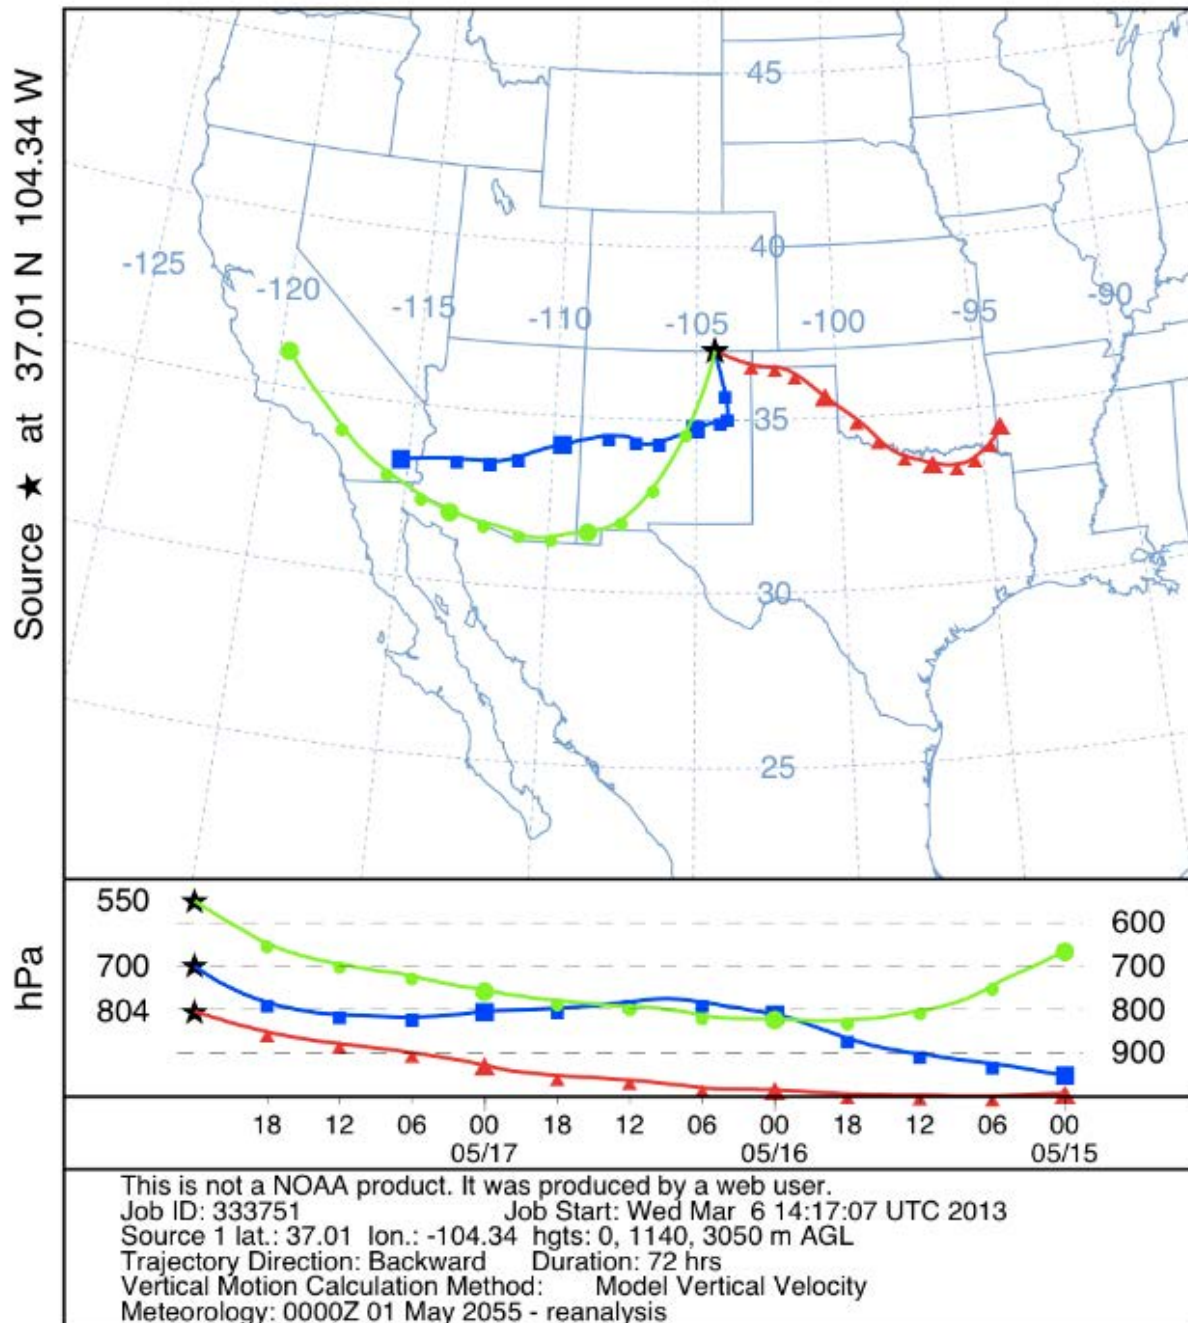 Source ★ at 37.01 N 104.34 W
45
40
-125
-120
-115
-110
-105
-100
-95
-90
35
30
25
hPa
550
600
700
700
804
800
900
18 12 06 00 18 12 06 00 18 12 06 00
05/17 05/16 05/15
This is not a NOAA product. It was produced by a web user.
Job ID: 333751 Job Start: Wed Mar 6 14:17:07 UTC 2013
Source 1 lat.: 37.01 lon.: -104.34 hgts: 0, 1140, 3050 m AGL
Trajectory Direction: Backward Duration: 72 hrs
Vertical Motion Calculation Method: Model Vertical Velocity
Meteorology: 0000Z 01 May 2055 - reanalysis